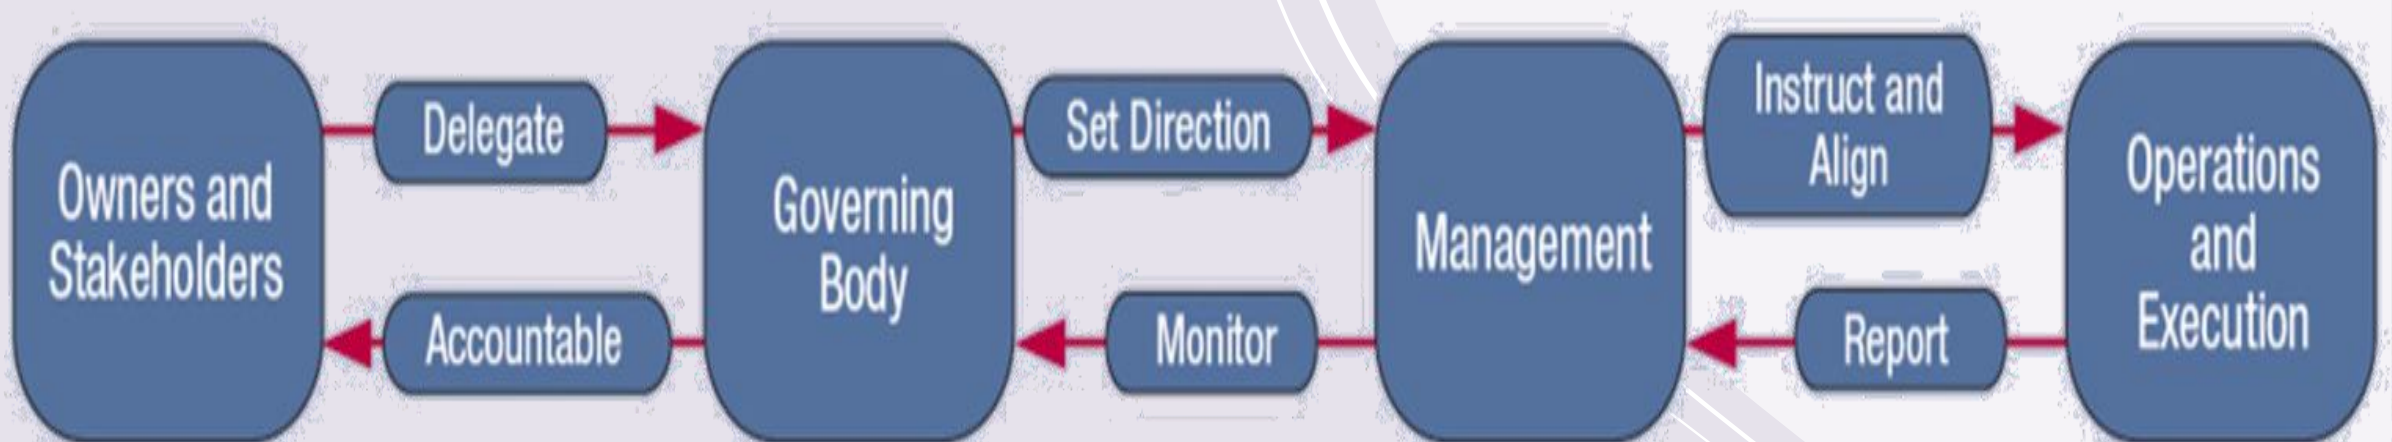 Owners and
Stakeholders
Delegate
Accountable
Governing
Body
Set Direction
Monitor
Management
Instruct and
Align
Report
Operations
and
Execution